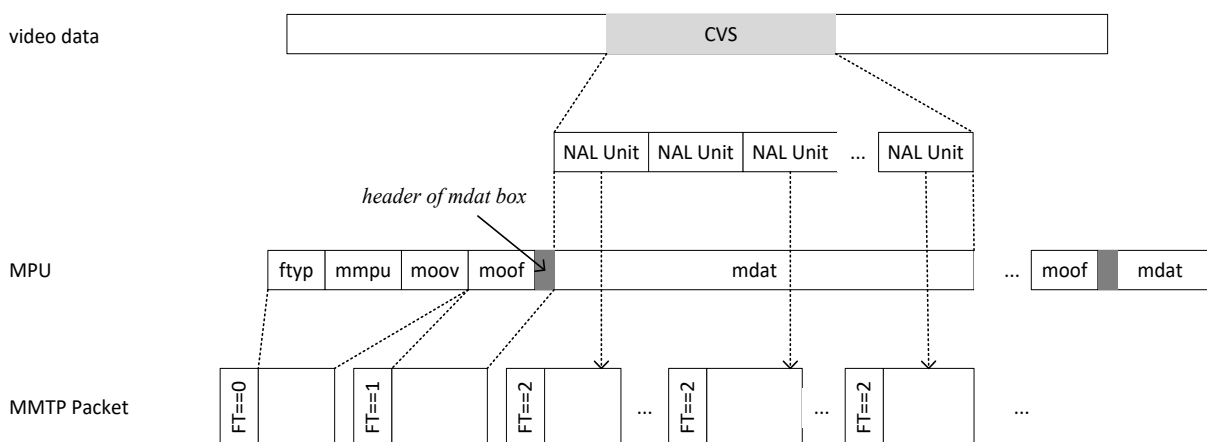 video data CVS
NAL Unit NAL Unit NAL Unit ... NAL Unit
header of mdat box
MPU ftyp mmpu moov moof mdat ... moof mdat
MMTP Packet FT==0 FT==1 FT==2 ... FT==2 ... FT==2 ...